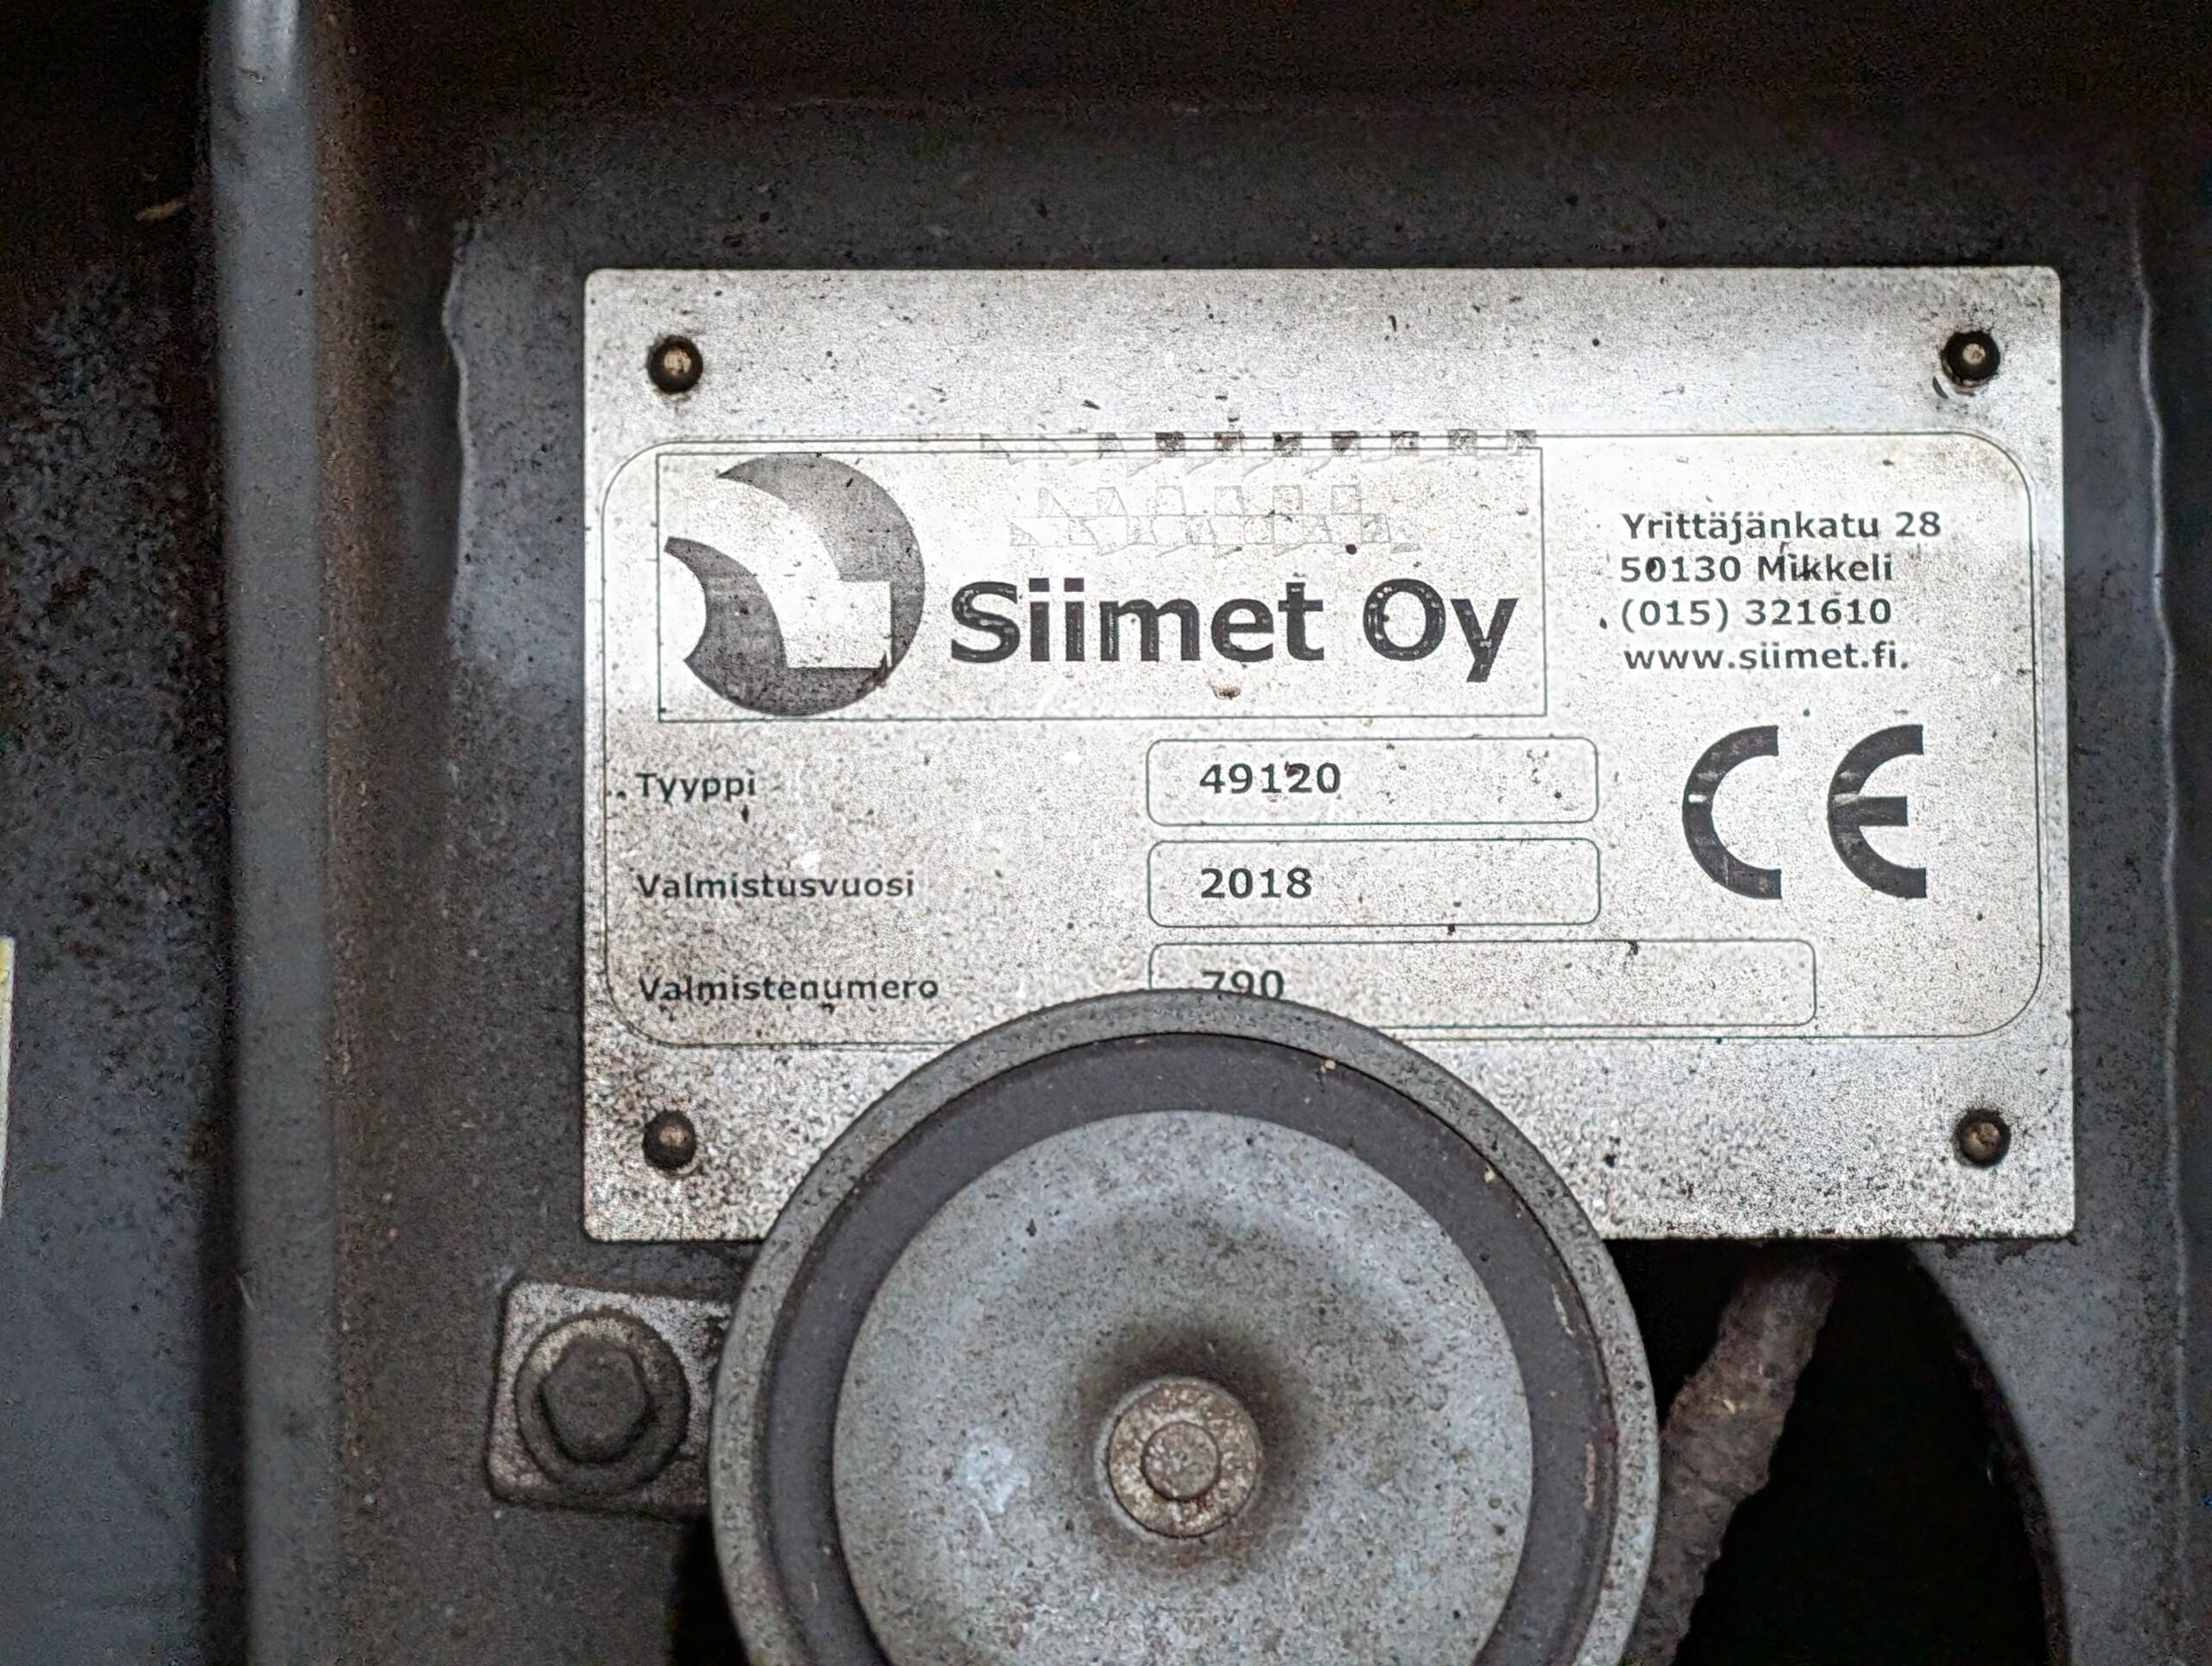 Siimet Oy
Yrittäjänkatu 28
50130 Mikkeli
(015) 321610
www.siimet.fi
CE
Tyyppi 49120
Valmistusvuosi 2018
Valmistenumero 790